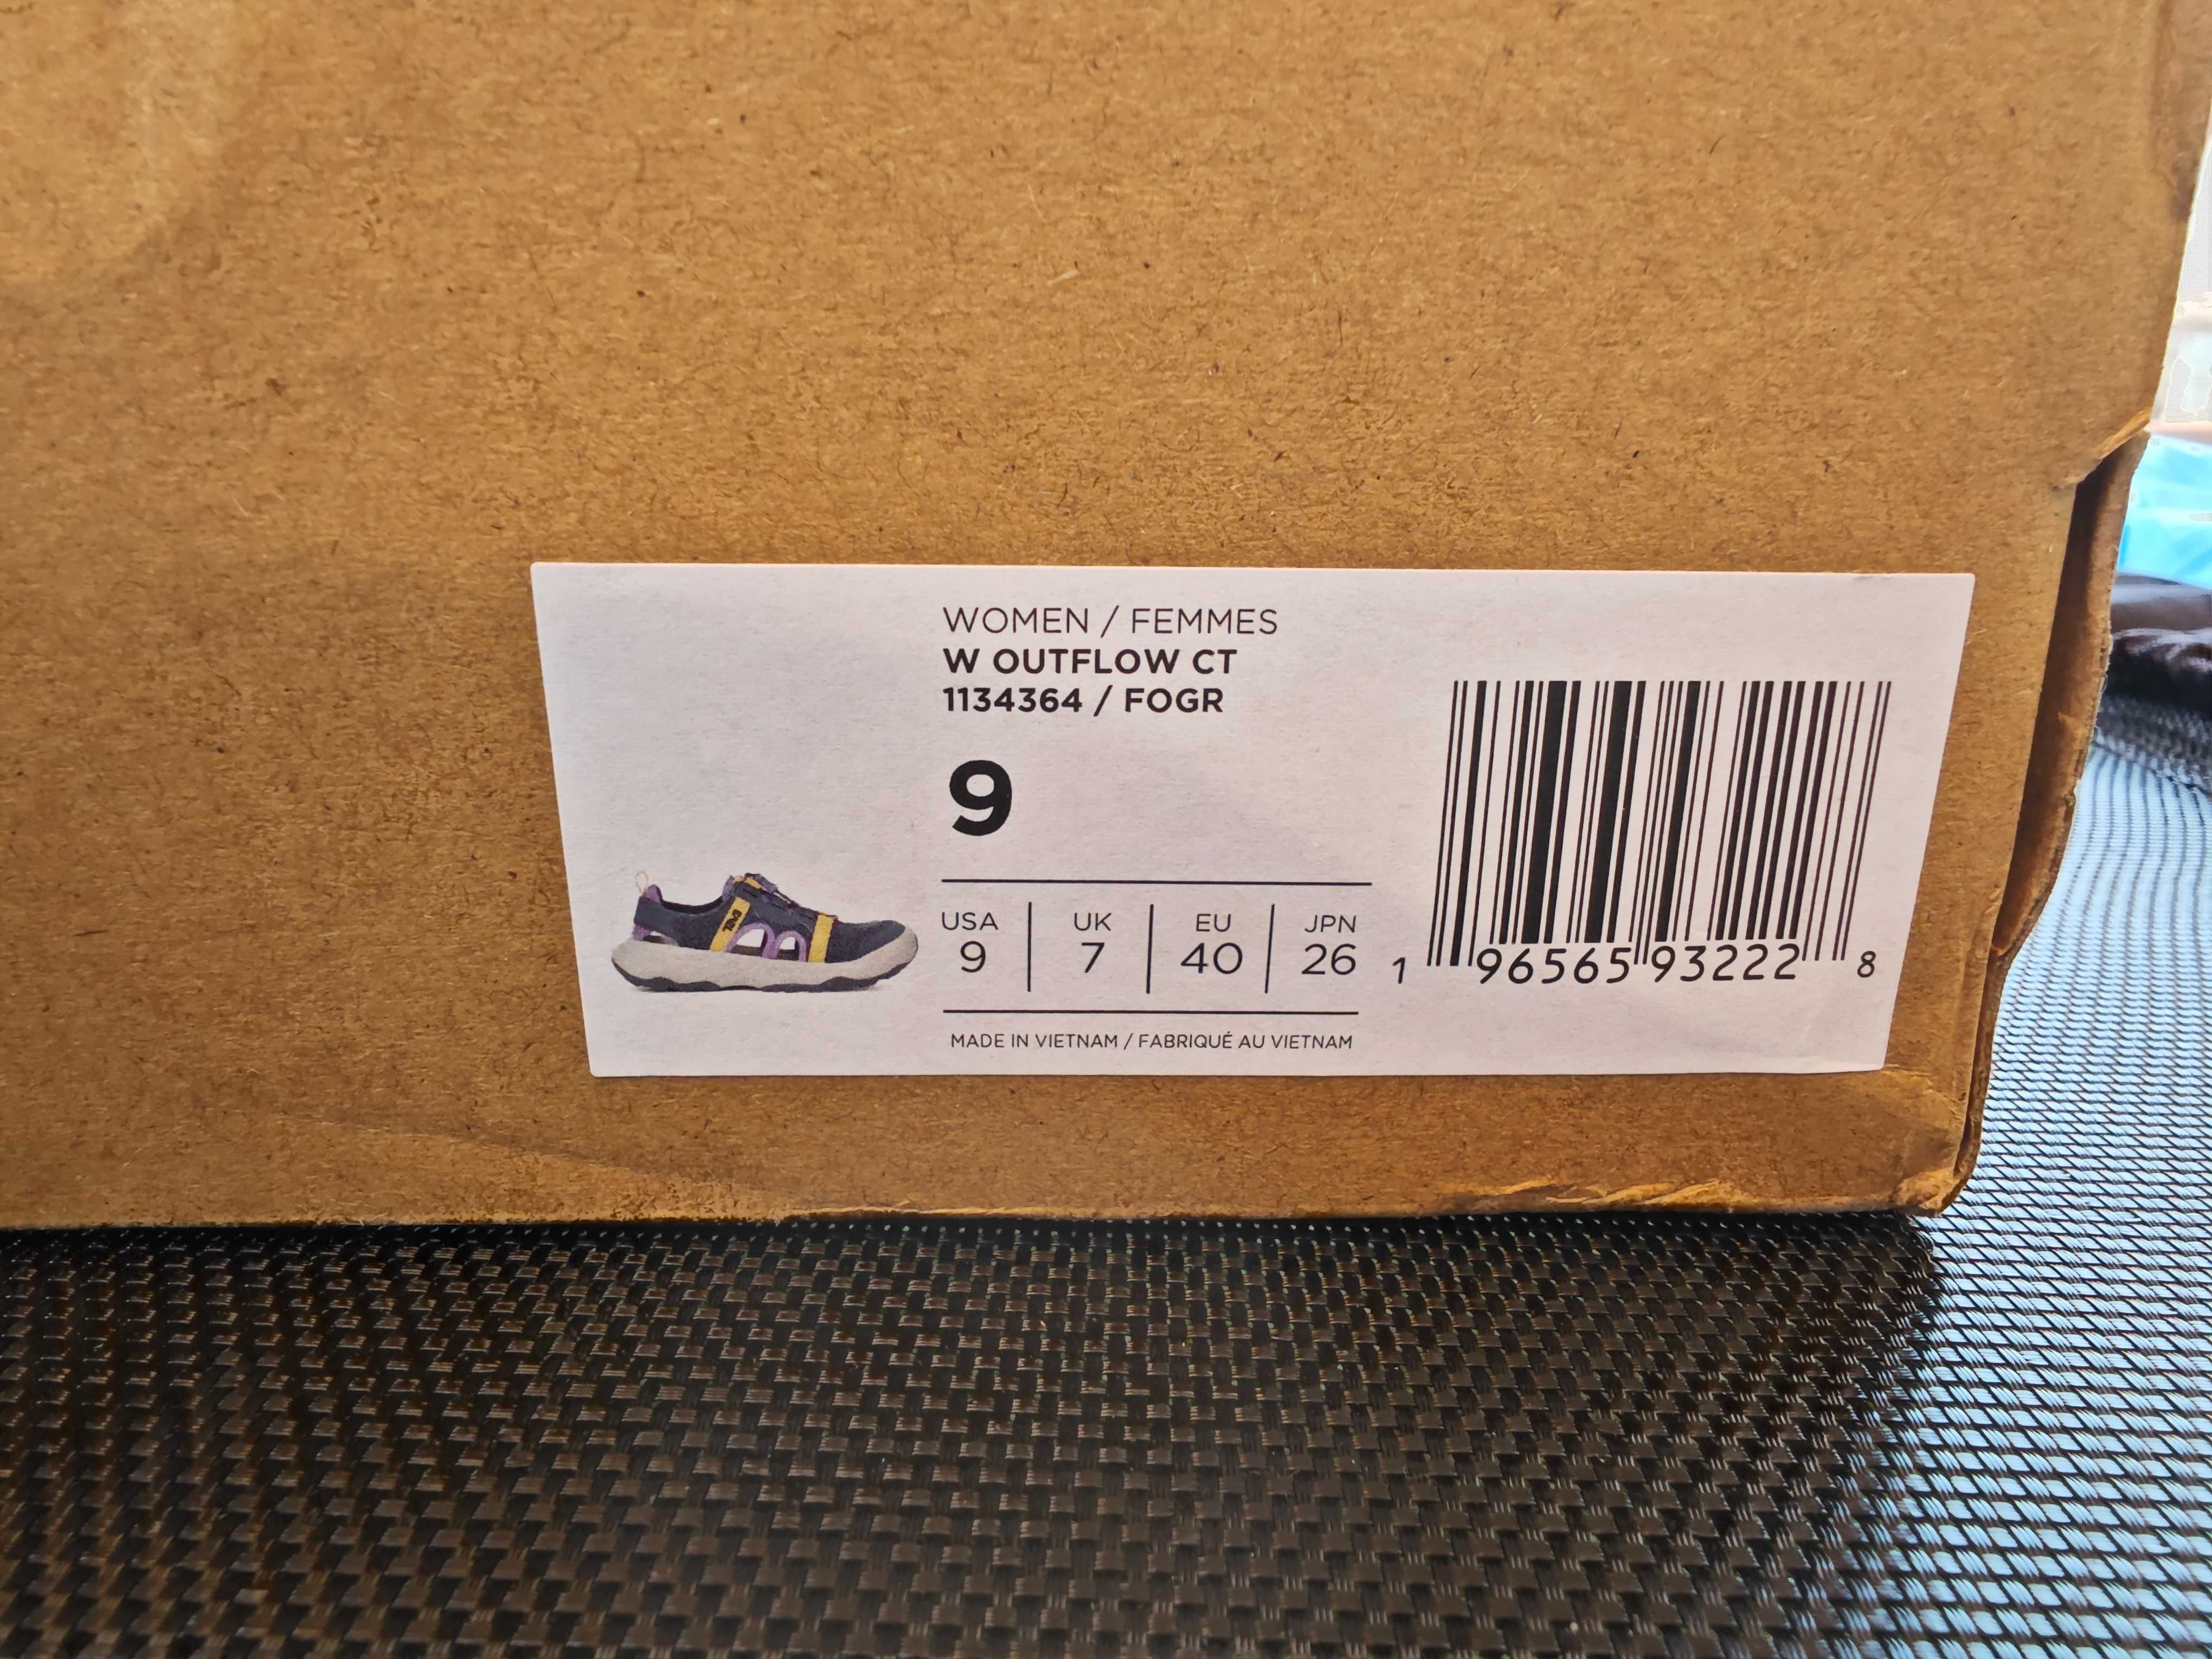 WOMEN / FEMMES
W OUTFLOW CT
1134364 / FOGR
9
USA UK EU JPN
9 7 40 26
MADE IN VIETNAM / FABRIQUÉ AU VIETNAM
Teva
1 96565 93222 8